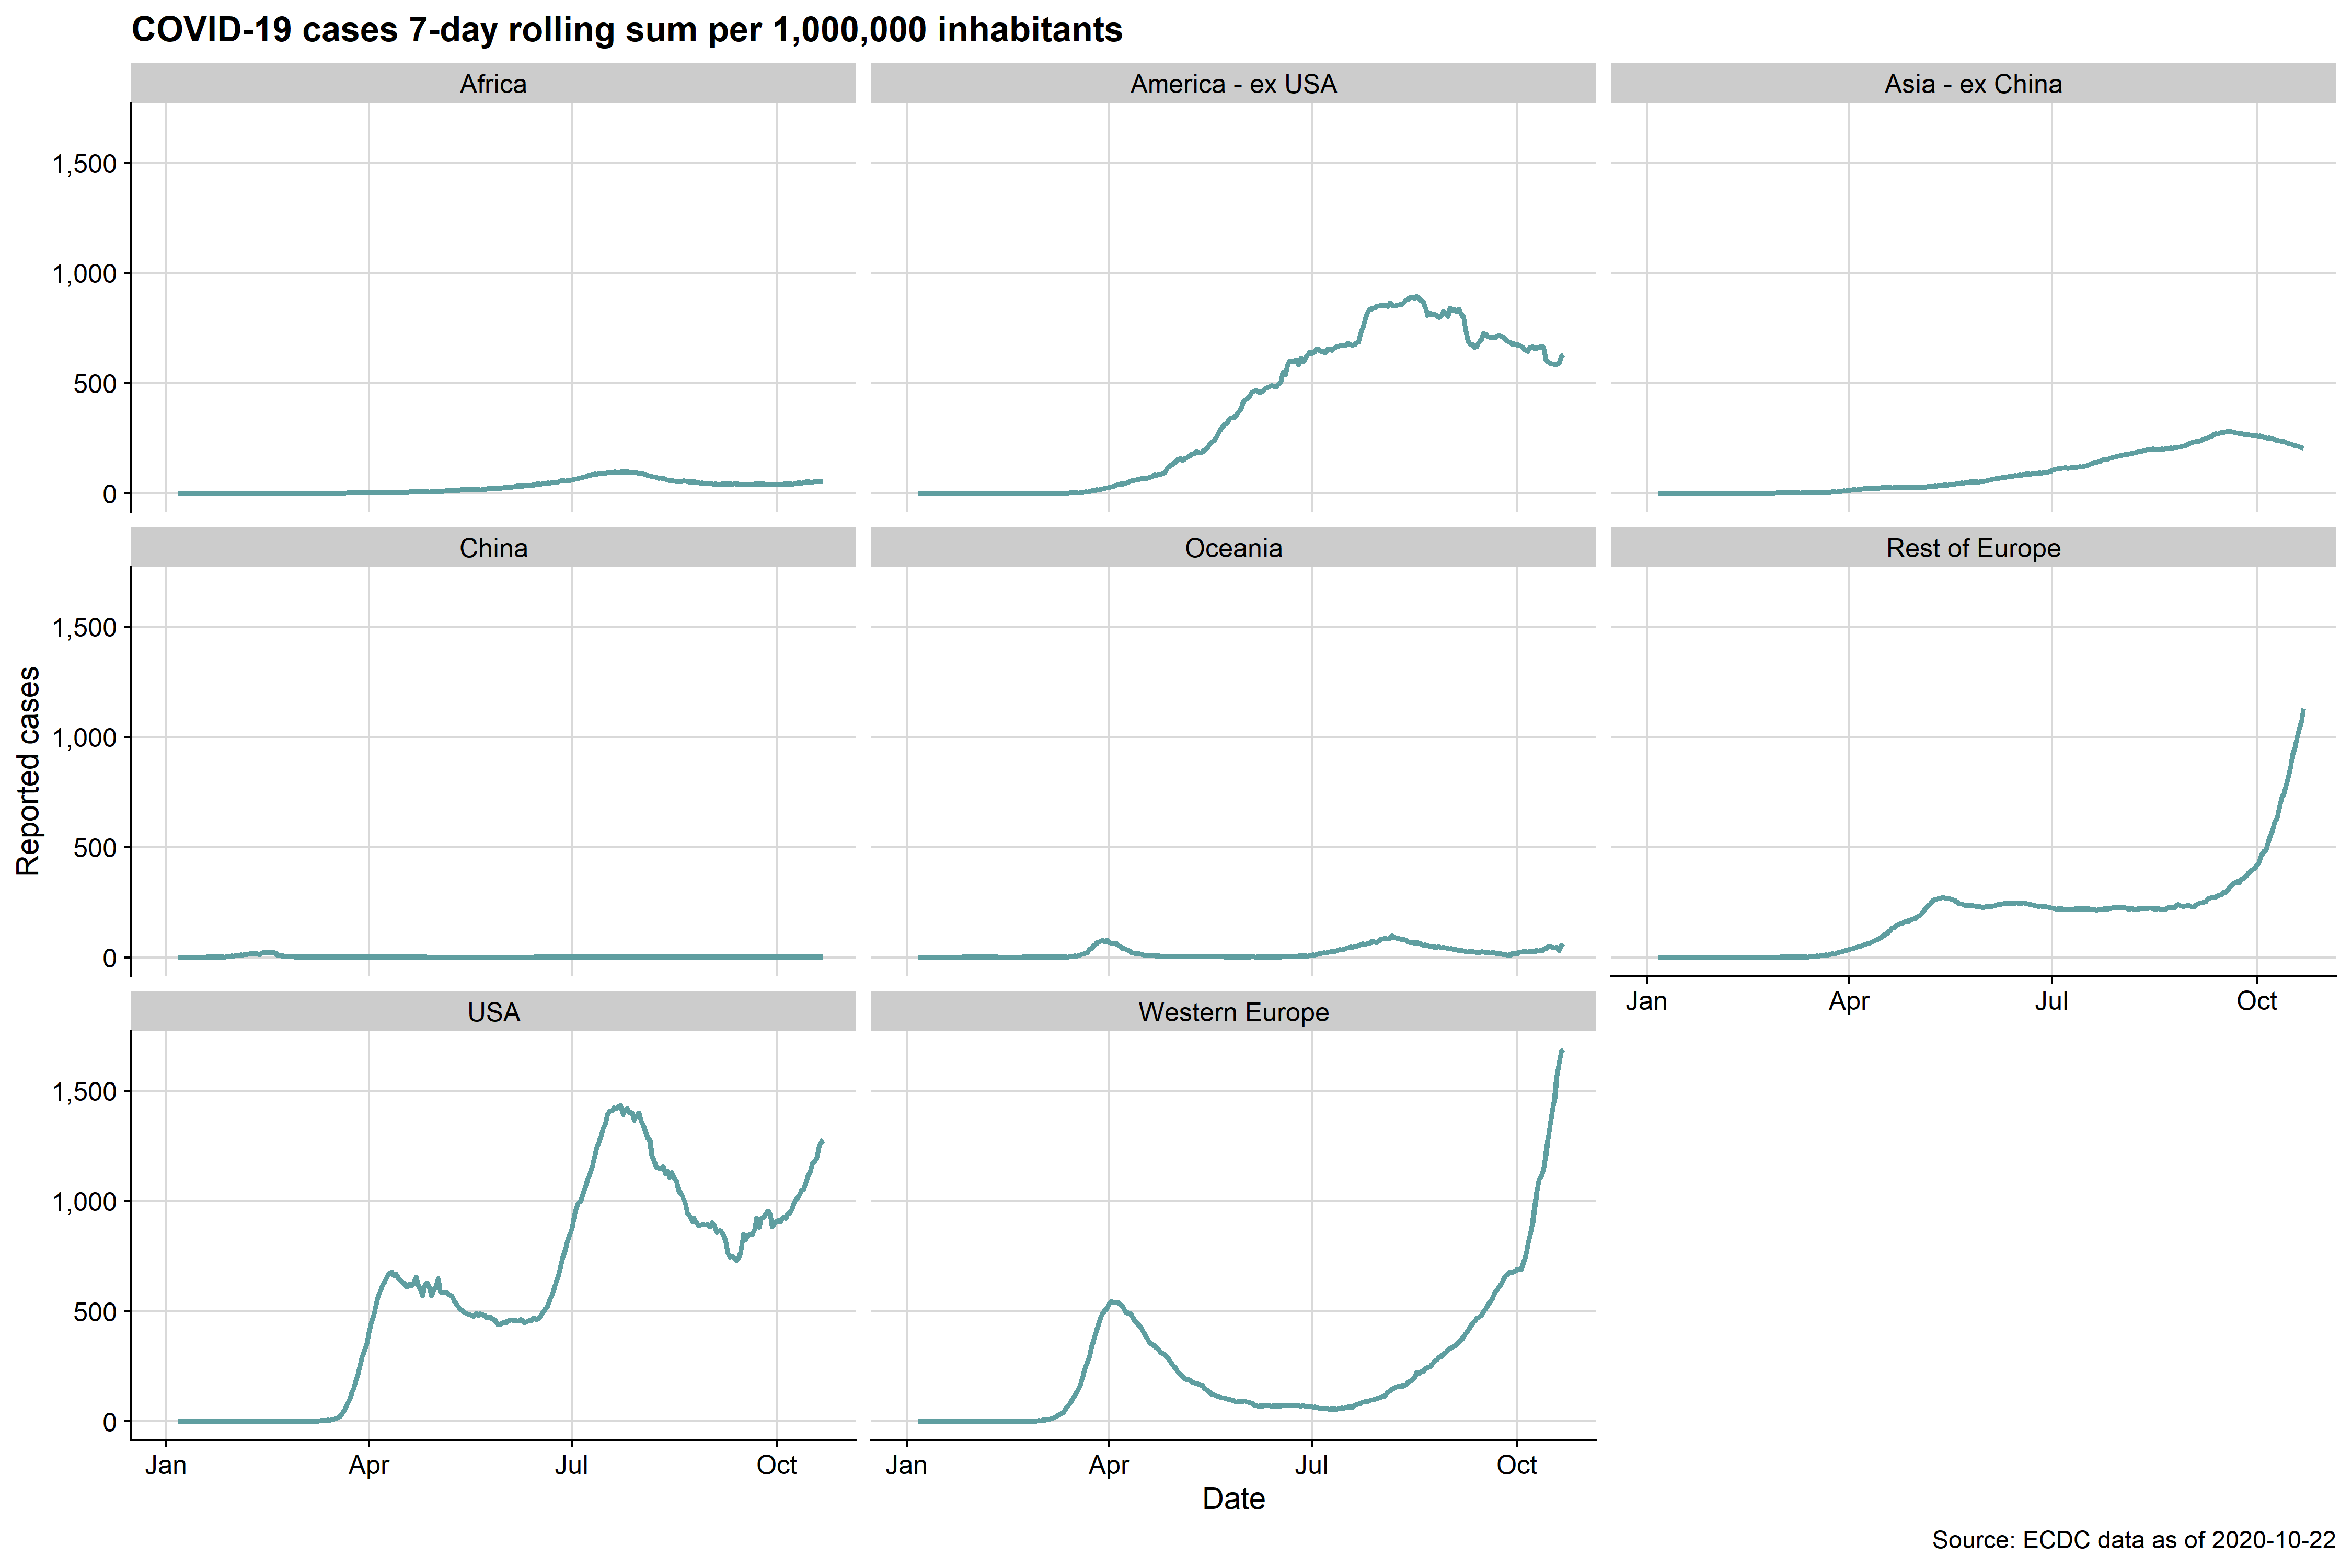 COVID-19 cases 7-day rolling sum per 1,000,000 inhabitants
Africa
America - ex USA
Asia - ex China
1,500
1,000
500
0
China
Oceania
Rest of Europe
Reported cases
1,500
1,000
500
0
Jan Apr Jul Oct
USA
Western Europe
1,500
1,000
500
0
Jan Apr Jul Oct
Jan Apr Jul Oct
Date
Source: ECDC data as of 2020-10-22